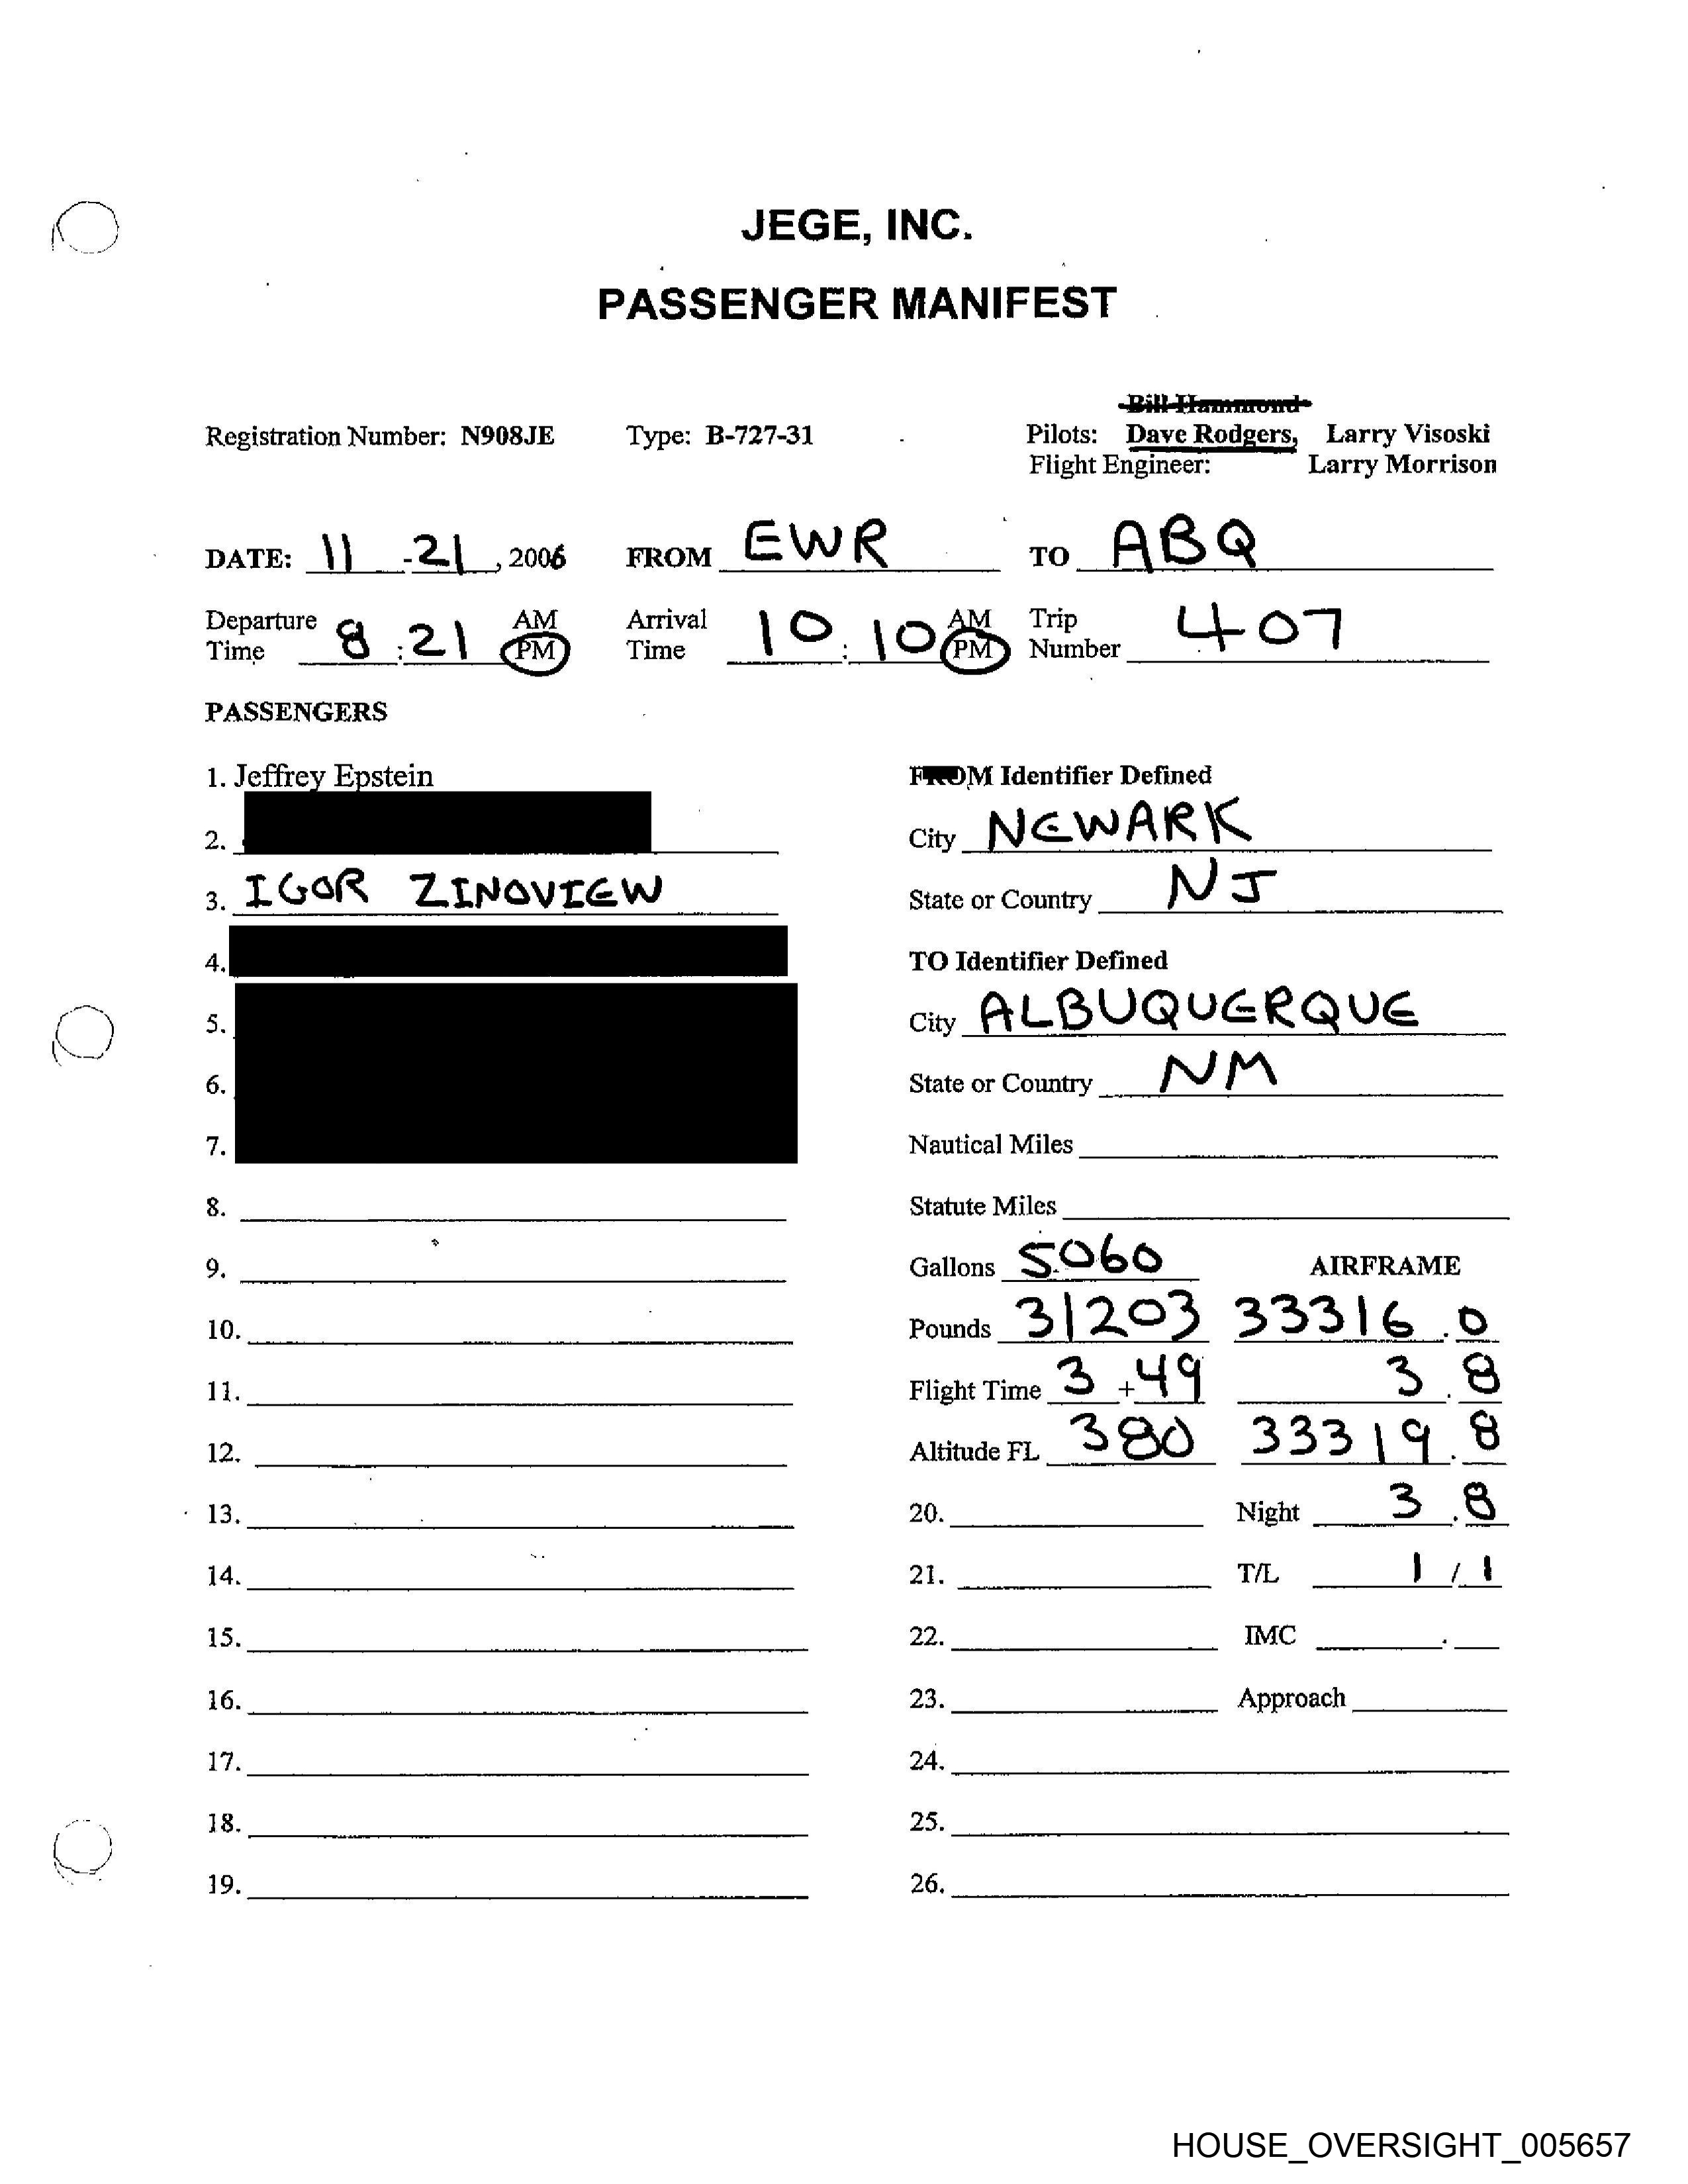 JEGE, INC.
PASSENGER MANIFEST
Bill Hammond
Registration Number: N908JE Type: B-727-31 Pilots: Dave Rodgers, Larry Visoski
Flight Engineer: Larry Morrison
DATE: 11 - 21, 2006 FROM EWR TO ABQ
Departure Time 8:21 AM PM Arrival Time 10:10 AM PM Trip Number 407
PASSENGERS
1. Jeffrey Epstein FROM Identifier Defined
2. City NEWARK
3. IGOR ZINOVIEW State or Country NJ
4. TO Identifier Defined
5. City ALBUQUERQUE
6. State or Country NM
7. Nautical Miles
8. Statute Miles
9. Gallons 5060 AIRFRAME
10. Pounds 31203 33316.0
11. Flight Time 3 + 49 3.8
12. Altitude FL 380 33319.8
13. 20. Night 3.8
14. 21. T/L 1 / 1
15. 22. IMC .
16. 23. Approach
17. 24.
18. 25.
19. 26.
HOUSE_OVERSIGHT_005657